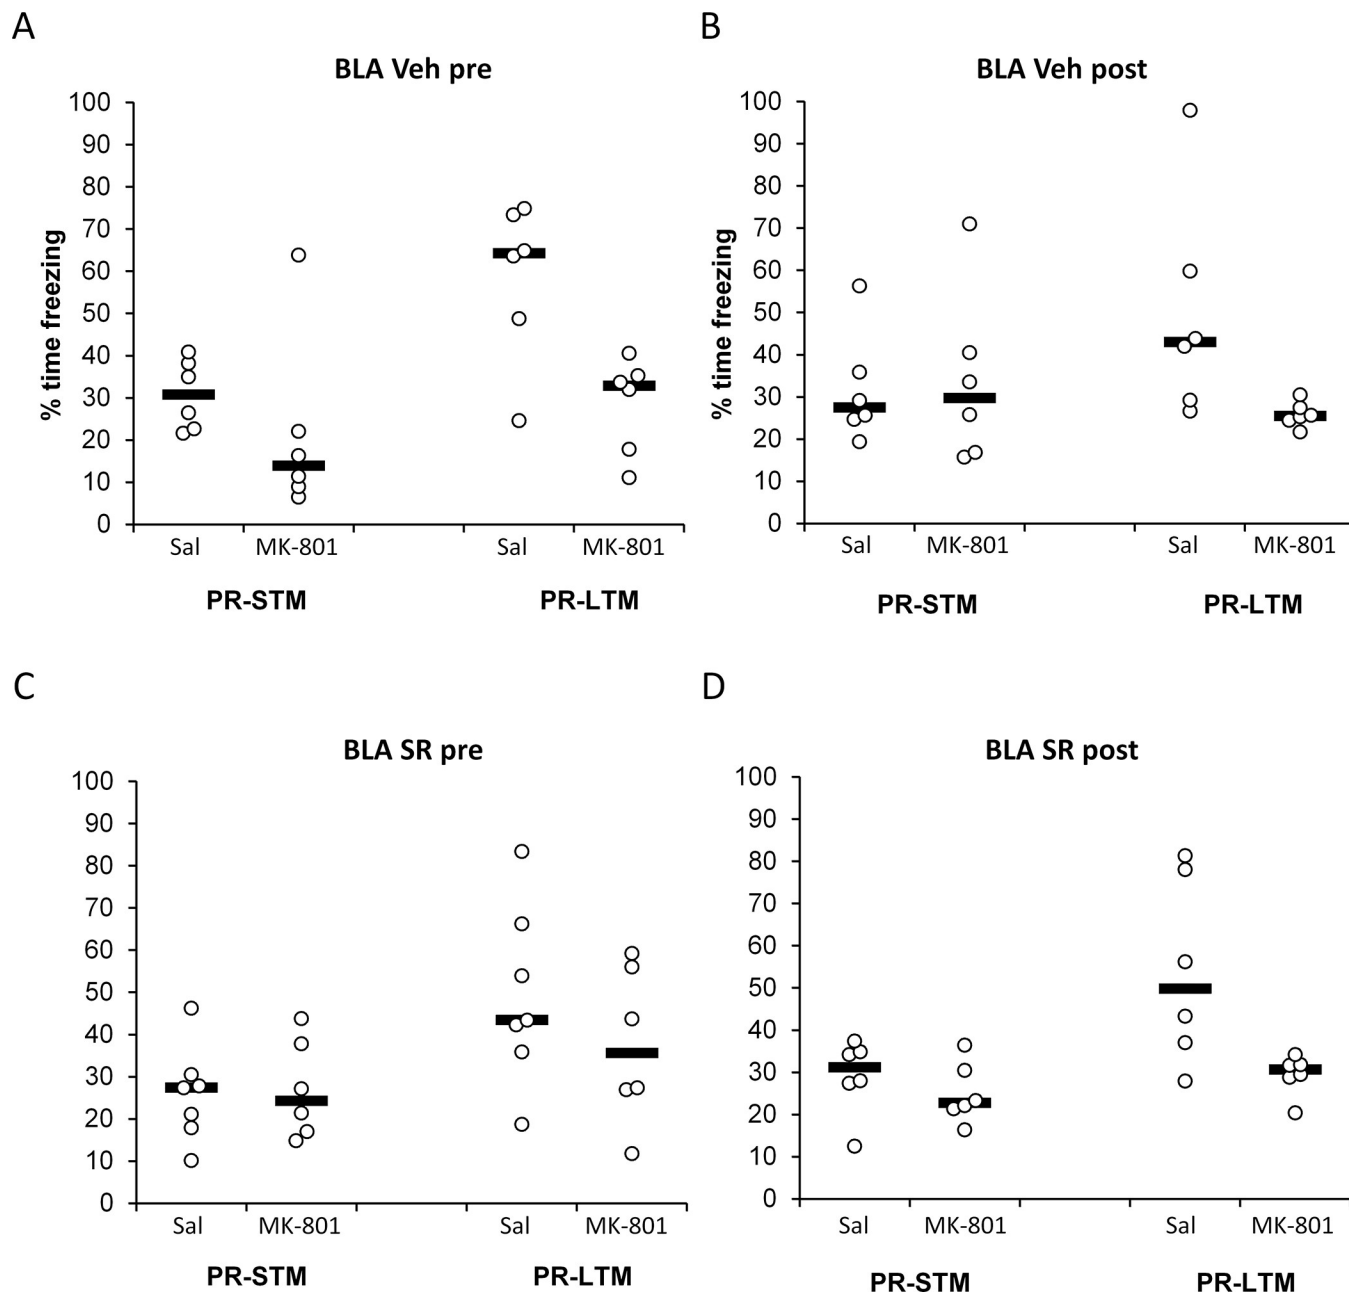 A
BLA Veh pre
% time freezing
100
90
80
70
60
50
40
30
20
10
0
Sal
MK-801
Sal
MK-801
PR-STM
PR-LTM
B
BLA Veh post
% time freezing
100
90
80
70
60
50
40
30
20
10
0
Sal
MK-801
Sal
MK-801
PR-STM
PR-LTM
C
BLA SR pre
100
90
80
70
60
50
40
30
20
10
0
Sal
MK-801
Sal
MK-801
PR-STM
PR-LTM
D
BLA SR post
100
90
80
70
60
50
40
30
20
10
0
Sal
MK-801
Sal
MK-801
PR-STM
PR-LTM